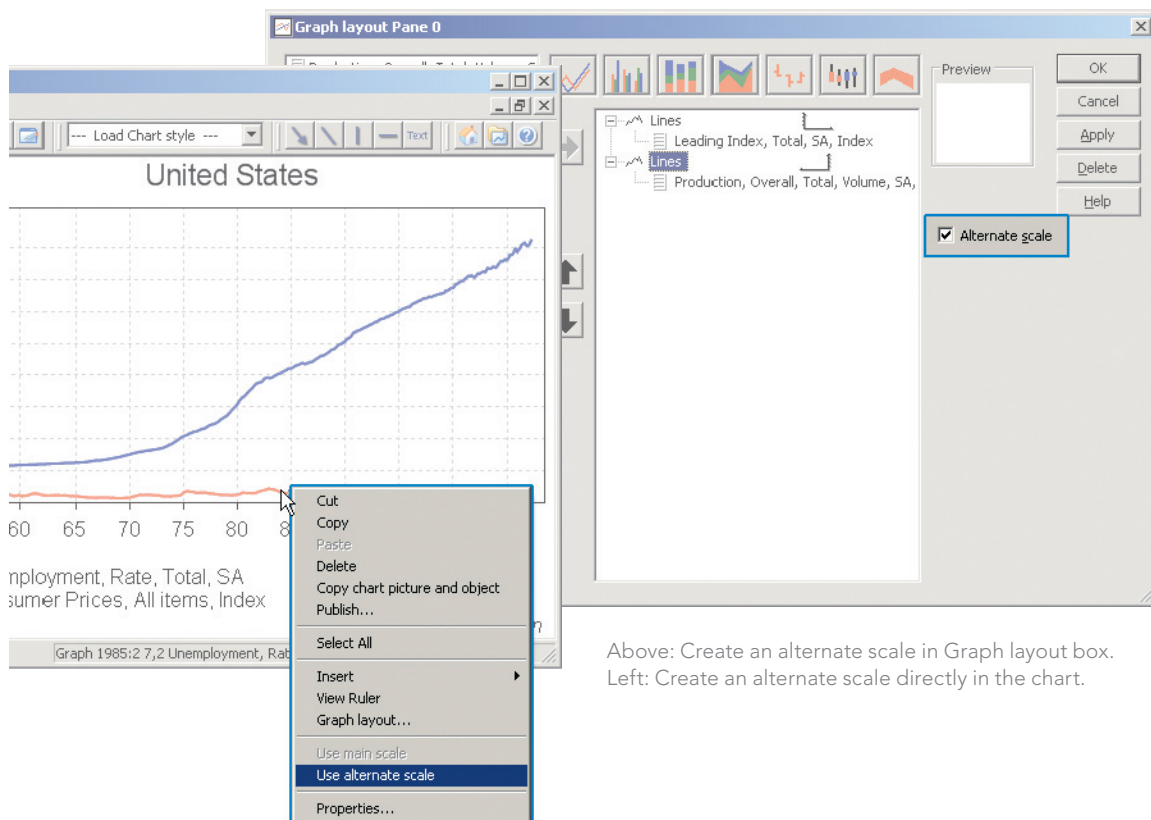 Graph layout Pane 0
Preview
OK
Cancel
Apply
Delete
Help
Lines
Leading Index, Total, SA, Index
Lines
Production, Overall, Total, Volume, SA,
Alternate scale
--- Load Chart style ---
Text
United States
60 65 70 75 80 8
mployment, Rate, Total, SA
sumer Prices, All items, Index
n
Graph 1985:2 7,2 Unemployment, Rat
Cut
Copy
Paste
Delete
Copy chart picture and object
Publish...
Select All
Insert
View Ruler
Graph layout...
Use main scale
Use alternate scale
Properties...
Above: Create an alternate scale in Graph layout box.
Left: Create an alternate scale directly in the chart.